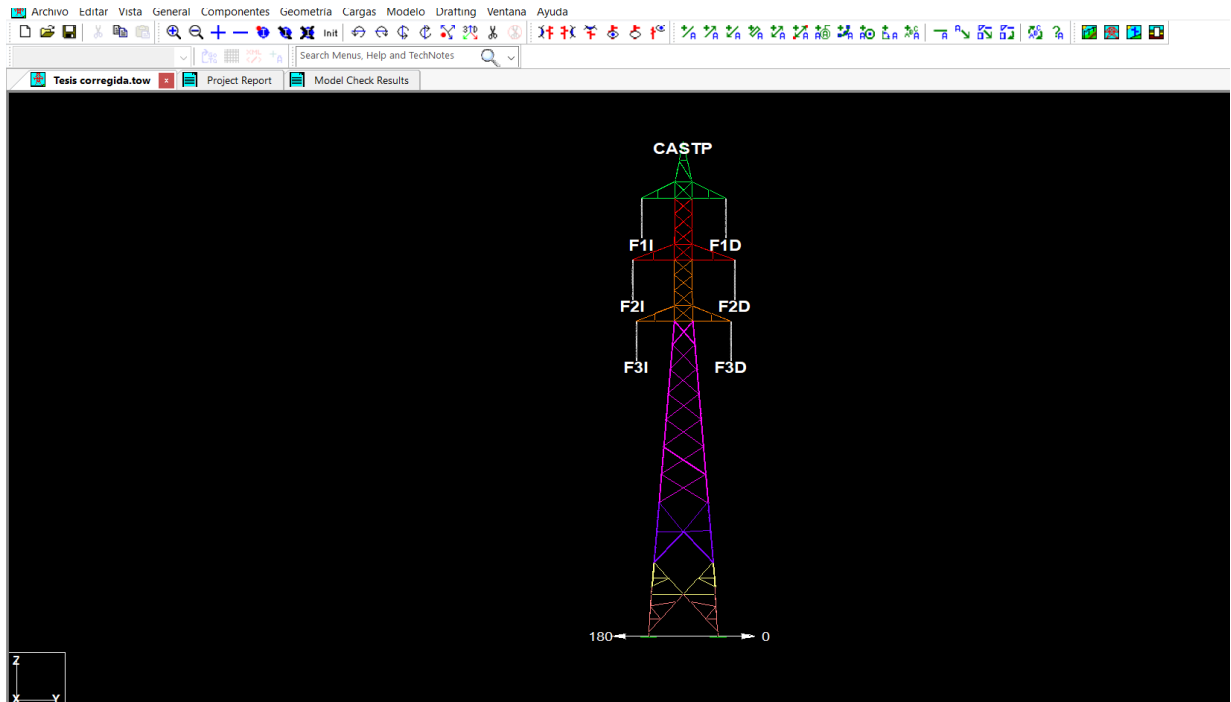 Archivo Editar Vista General Componentes Geometría Cargas Modelo Drafting Ventana Ayuda
Init
Search Menus, Help and TechNotes
Tesis corregida.tow x Project Report Model Check Results
CASTP
F1I F1D
F2I F2D
F3I F3D
180 0
Z
X Y